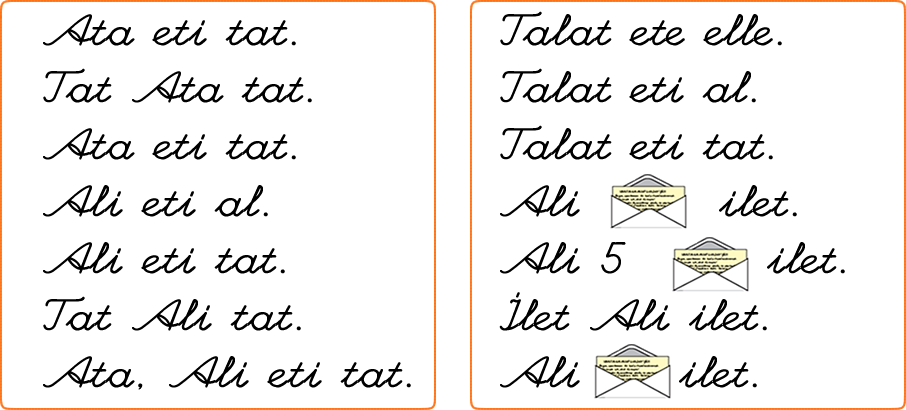 Ata eti tat.
Tat Ata tat.
Ata eti tat.
Ali eti al.
Ali eti tat.
Tat Ali tat.
Ata, Ali eti tat.
Talat ete elle.
Talat eti al.
Talat eti tat.
Ali ilet.
Ali 5 ilet.
İlet Ali ilet.
Ali ilet.